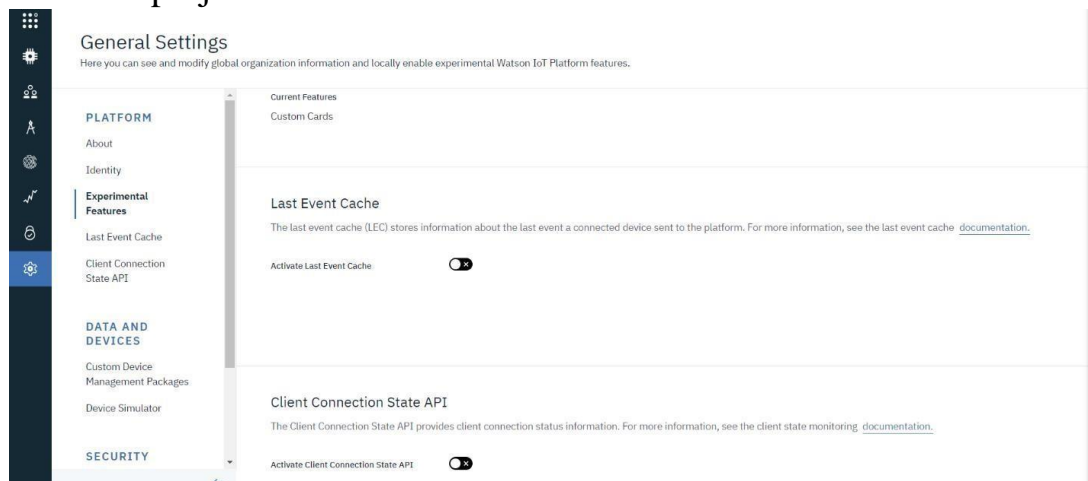 General Settings
Here you can see and modify global organization information and locally enable experimental Watson IoT Platform features.
PLATFORM
About
Identity
Experimental
Features
Last Event Cache
Client Connection
State API
DATA AND
DEVICES
Custom Device
Management Packages
Device Simulator
SECURITY
Current Features
Custom Cards
Last Event Cache
The last event cache (LEC) stores information about the last event a connected device sent to the platform. For more information, see the last event cache documentation.
Activate Last Event Cache
Client Connection State API
The Client Connection State API provides client connection status information. For more information, see the client state monitoring documentation.
Activate Client Connection State API